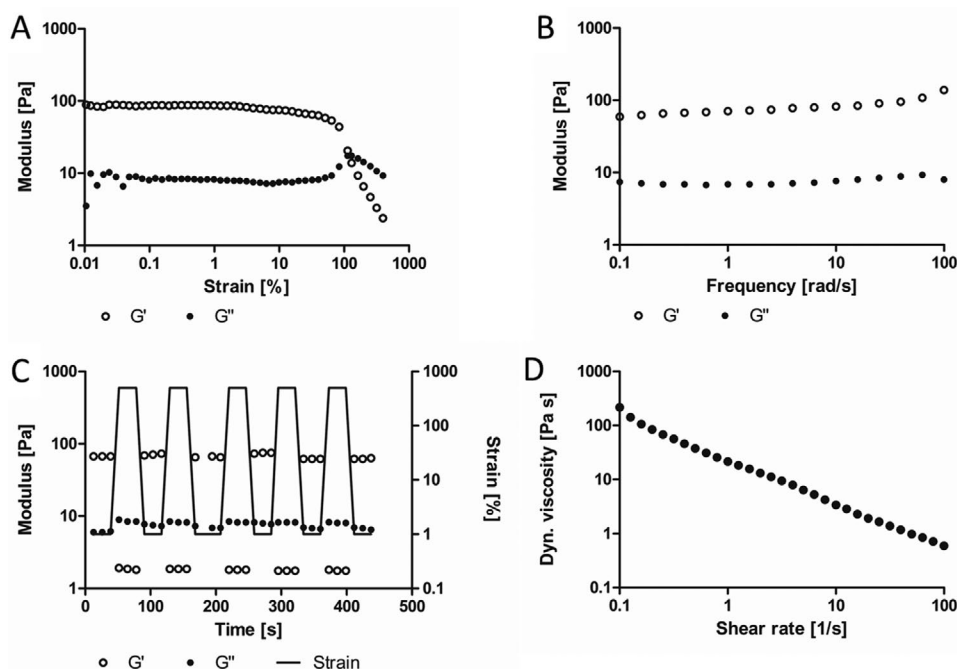 A
1000
100
10
1
Modulus [Pa]
0.01 0.1 1 10 100 1000
Strain [%]
G' G"
B
1000
100
10
1
Modulus [Pa]
0.1 1 10 100
Frequency [rad/s]
G' G"
C
1000
100
10
1
Modulus [Pa]
1000
100
10
1
0.1
Strain [%]
0 100 200 300 400 500
Time [s]
G' G" Strain
D
1000
100
10
1
0.1
Dyn. viscosity [Pa s]
0.1 1 10 100
Shear rate [1/s]